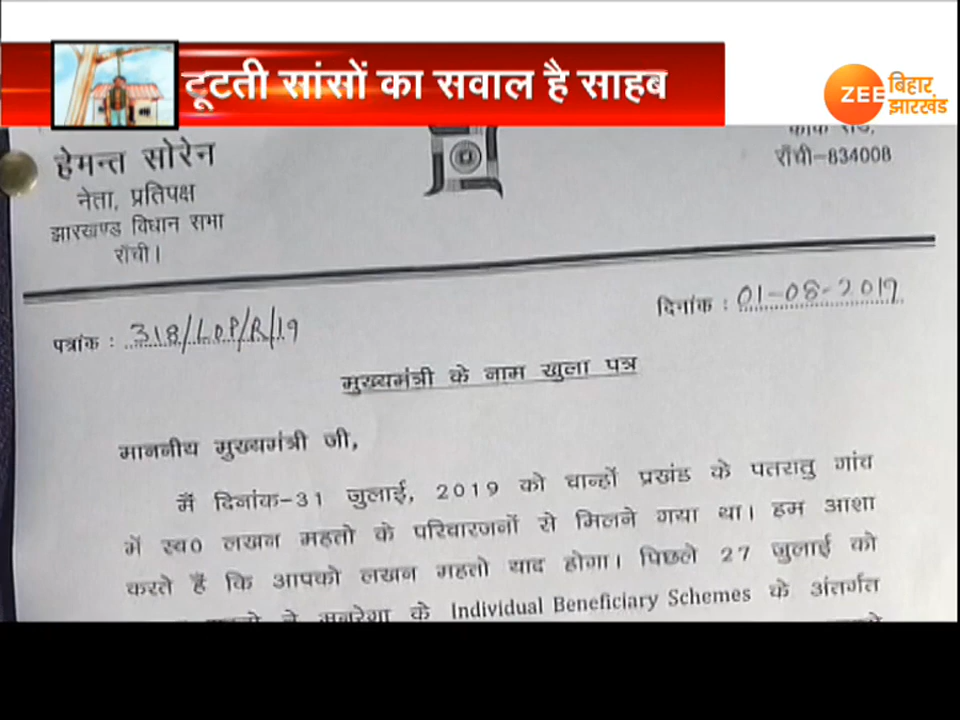 टूटती सांसों का सवाल है साहब
ZEE बिहार झारखंड
हेमन्त सोरेन
नेता, प्रतिपक्ष
झारखण्ड विधान सभा
राँची।
राँची-834008
पत्रांक : 318/LOP/R/19
दिनांक : 01-08-2019
मुख्यमंत्री के नाम खुला पत्र
माननीय मुख्यमंत्री जी,
मैं दिनांक-31 जुलाई, 2019 को चान्हों प्रखंड के पतरातु गांव
में स्व0 लखन महतो के परिवारजनों से मिलने गया था। हम आशा
करते हैं कि आपको लखन महतो याद होगा। पिछले 27 जुलाई को
ने मनरेगा के Individual Beneficiary Schemes के अंतर्गत